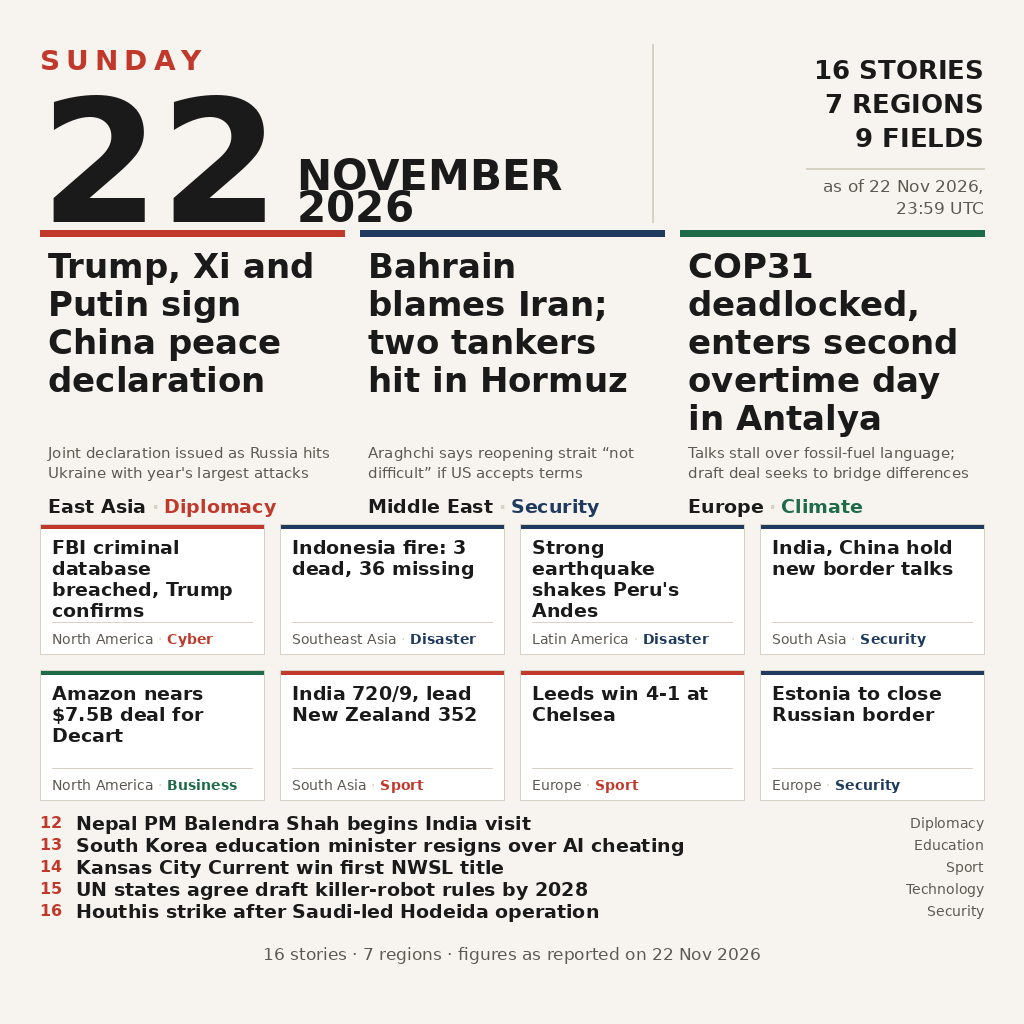 SUNDAY
22
NOVEMBER
2026
16 STORIES
7 REGIONS
9 FIELDS
as of 22 Nov 2026,
23:59 UTC
Trump, Xi and
Putin sign
China peace
declaration
Joint declaration issued as Russia hits
Ukraine with year's largest attacks
East Asia · Diplomacy
Bahrain
blames Iran;
two tankers
hit in Hormuz
Araghchi says reopening strait “not
difficult” if US accepts terms
Middle East · Security
COP31
deadlocked,
enters second
overtime day
in Antalya
Talks stall over fossil-fuel language;
draft deal seeks to bridge differences
Europe · Climate
FBI criminal
database
breached, Trump
confirms
North America · Cyber
Indonesia fire: 3
dead, 36 missing
Southeast Asia · Disaster
Strong
earthquake
shakes Peru's
Andes
Latin America · Disaster
India, China hold
new border talks
South Asia · Security
Amazon nears
$7.5B deal for
Decart
North America · Business
India 720/9, lead
New Zealand 352
South Asia · Sport
Leeds win 4-1 at
Chelsea
Europe · Sport
Estonia to close
Russian border
Europe · Security
12 Nepal PM Balendra Shah begins India visit Diplomacy
13 South Korea education minister resigns over AI cheating Education
14 Kansas City Current win first NWSL title Sport
15 UN states agree draft killer-robot rules by 2028 Technology
16 Houthis strike after Saudi-led Hodeida operation Security
16 stories · 7 regions · figures as reported on 22 Nov 2026